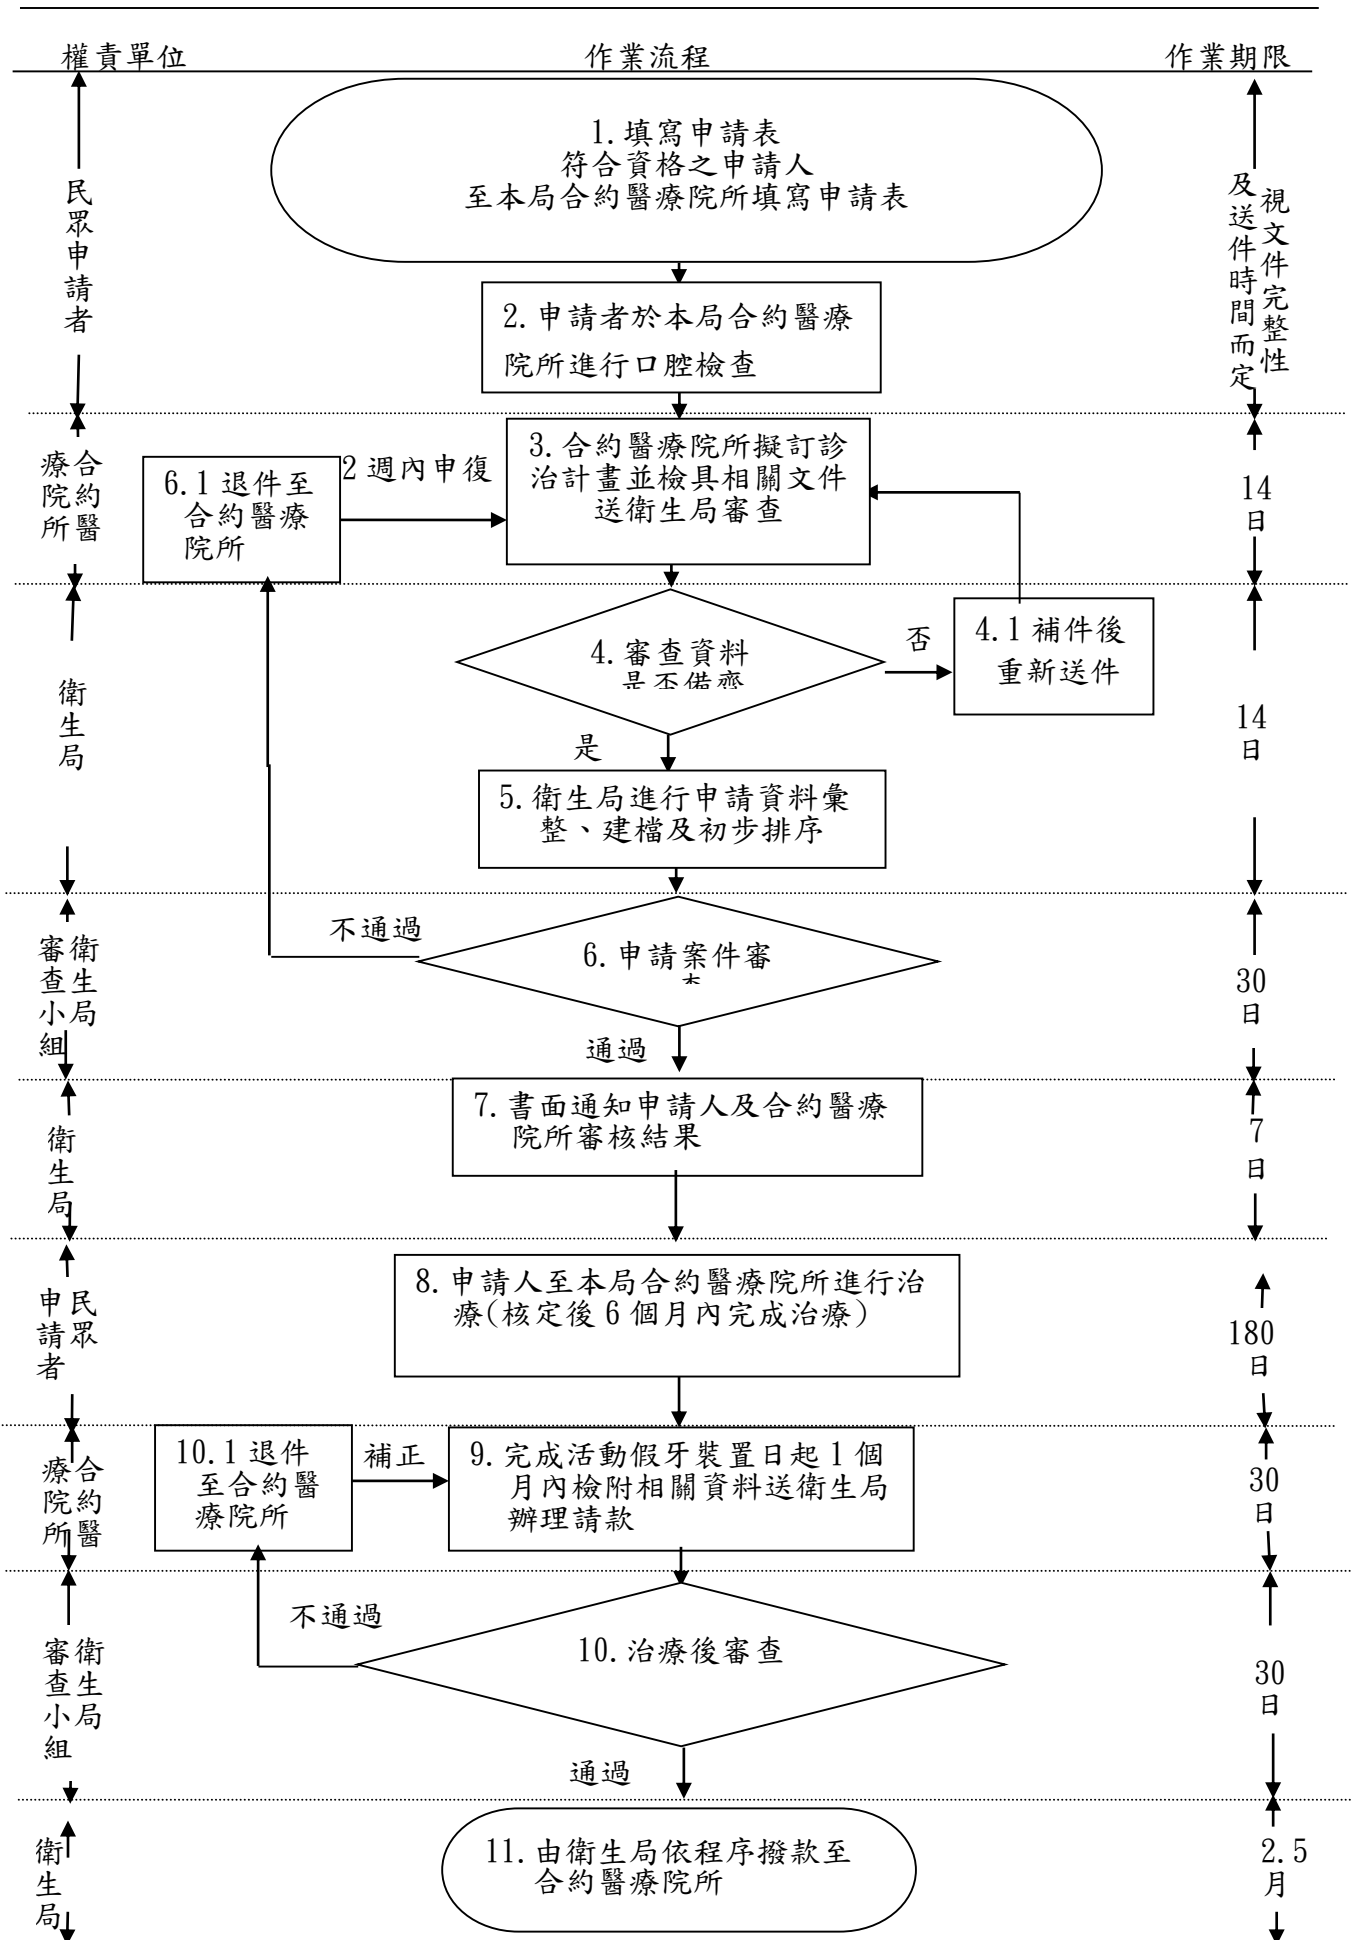 權責單位
作業流程
作業期限
民眾申請者
1.填寫申請表
符合資格之申請人
至本局合約醫療院所填寫申請表
視文件完整性
及送件時間而定
2.申請者於本局合約醫療
院所進行口腔檢查
合約醫
療院所
6.1 退件至
合約醫療
院所
2 週內申復
3.合約醫療院所擬訂診
治計畫並檢具相關文件
送衛生局審查
14
日
衛生局
4.審查資料
是否備齊
否
4.1 補件後
重新送件
14
日
是
5.衛生局進行申請資料彙
整、建檔及初步排序
衛生局
審查小組
不通過
6.申請案件審
查
30
日
通過
衛生局
7.書面通知申請人及合約醫療
院所審核結果
7
日
民眾
申請者
8.申請人至本局合約醫療院所進行治
療(核定後 6 個月內完成治療)
180
日
合約醫
療院所
10.1 退件
至合約醫
療院所
補正
9.完成活動假牙裝置日起 1 個
月內檢附相關資料送衛生局
辦理請款
30
日
衛生局
審查小組
不通過
10.治療後審查
30
日
通過
衛生局
11.由衛生局依程序撥款至
合約醫療院所
2.5
月